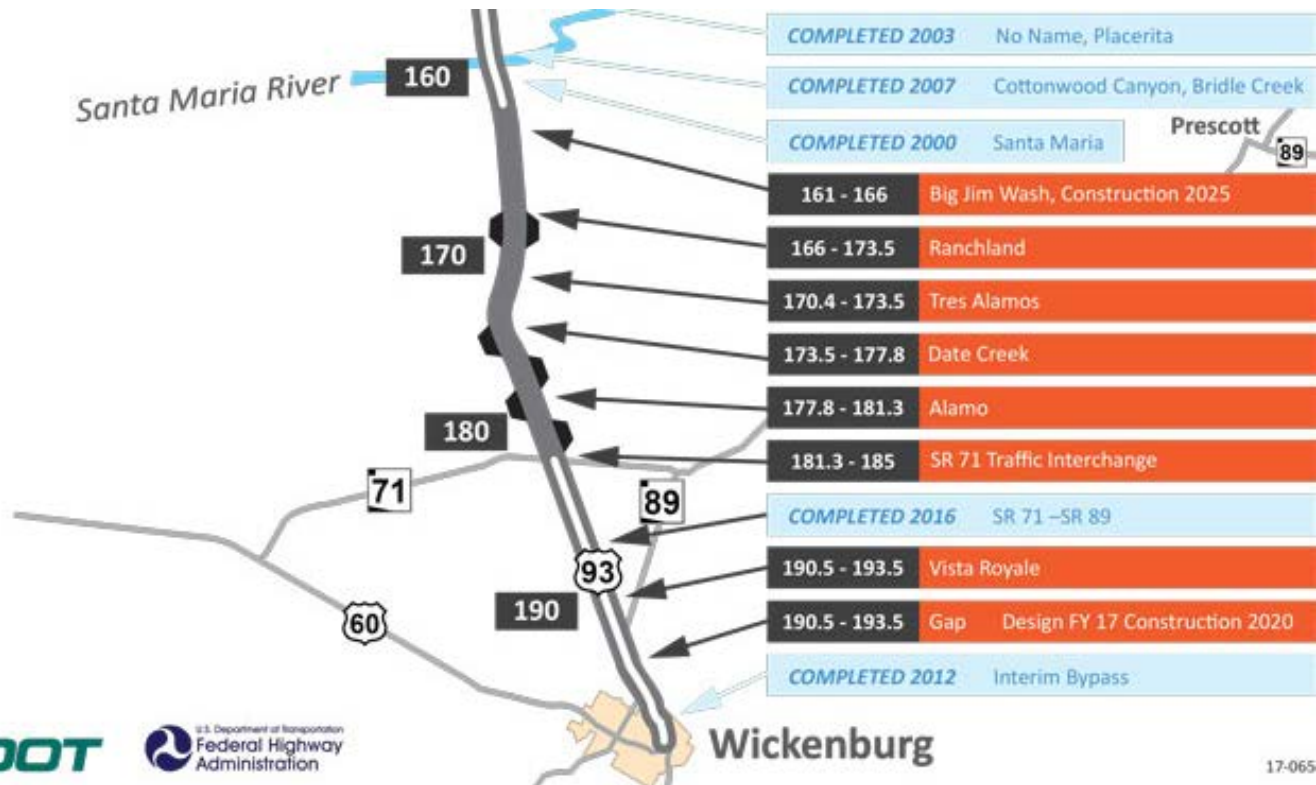 COMPLETED 2003 No Name, Placerita
Santa Maria River
160
COMPLETED 2007 Cottonwood Canyon, Bridle Creek
Prescott
89
COMPLETED 2000 Santa Maria
161 - 166 Big Jim Wash, Construction 2025
166 - 173.5 Ranchland
170
170.4 - 173.5 Tres Alamos
173.5 - 177.8 Date Creek
177.8 - 181.3 Alamo
180
181.3 - 185 SR 71 Traffic Interchange
71
89
COMPLETED 2016 SR 71 –SR 89
93
190.5 - 193.5 Vista Royale
190
60
190.5 - 193.5 Gap Design FY 17 Construction 2020
COMPLETED 2012 Interim Bypass
Wickenburg
DOT
U.S. Department of Transportation
Federal Highway
Administration
17-065